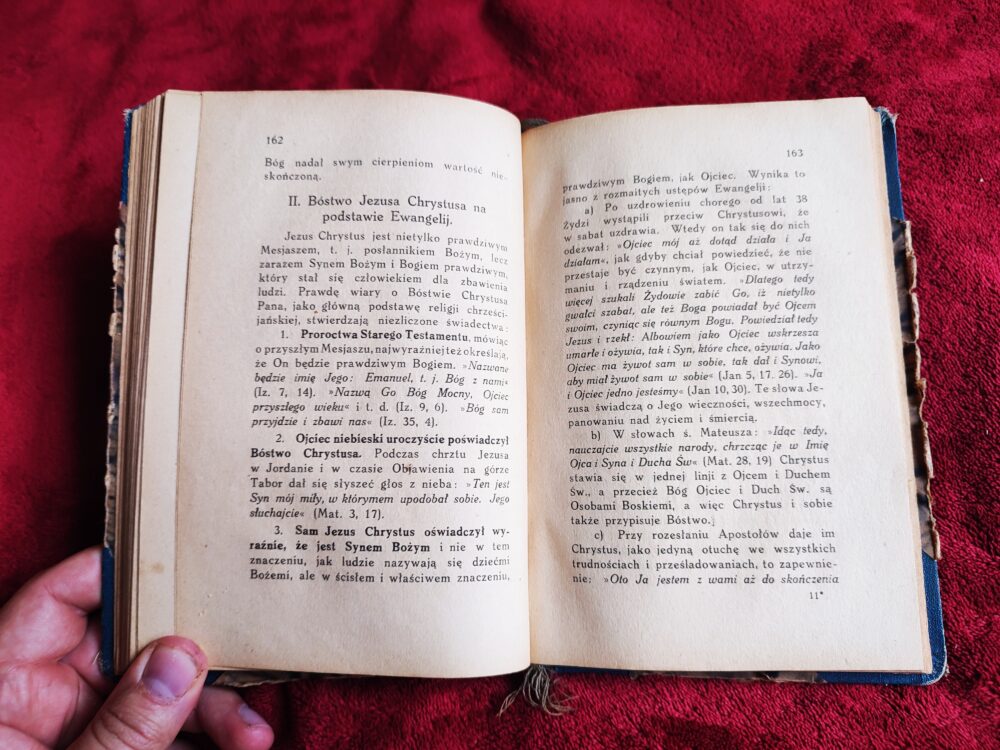 162
Bóg nadał swym cierpieniom wartość nie-
skończoną.
II. Bóstwo Jezusa Chrystusa na
podstawie Ewangelij.
Jezus Chrystus jest nietylko prawdziwym
Mesjaszem, t. j. posłannikiem Bożym, lecz
zarazem Synem Bożym i Bogiem prawdziwym,
który stał się człowiekiem dla zbawienia
ludzi. Prawdę wiary o Bóstwie Chrystusa
Pana, jako główną podstawę religji chrześci-
jańskiej, stwierdzają niezliczone świadectwa:
1. Proroctwa Starego Testamentu, mówiąc
o przyszłym Mesjaszu, najwyraźniej też określają,
że On będzie prawdziwym Bogiem. »Nazwane
będzie imię Jego: Emanuel, t. j. Bóg z nami«
(Iz. 7, 14). »Nazwą Go Bóg Mocny, Ojciec
przyszłego wieku« i t. d. (Iz. 9, 6). »Bóg sam
przyjdzie i zbawi nas« (Iz. 35, 4).
2. Ojciec niebieski uroczyście poświadczył
Bóstwo Chrystusa. Podczas chrztu Jezusa
w Jordanie i w czasie Objawienia na górze
Tabor dał się słyszeć głos z nieba: »Ten jest
Syn mój miły, w którymem upodobał sobie. Jego
słuchajcie« (Mat. 3, 17).
3. Sam Jezus Chrystus oświadczył wy-
raźnie, że jest Synem Bożym i nie w tem
znaczeniu, jak ludzie nazywają się dziećmi
Bożemi, ale w ścisłem i właściwem znaczeniu,
163
prawdziwym Bogiem, jak Ojciec. Wynika to
jasno z rozmaitych ustępów Ewangelji:
a) Po uzdrowieniu chorego od lat 38
Żydzi wystąpili przeciw Chrystusowi, że
w sabat uzdrawia. Wtedy on tak się do nich
odezwał: »Ojciec mój aż dotąd działa i Ja
działam«, jak gdyby chciał powiedzieć, że nie
przestaje być czynnym, jak Ojciec, w utrzy-
maniu i rządzeniu światem. »Dlatego tedy
więcej szukali Żydowie zabić Go, iż nietylko
gwałci szabat, ale też Boga powiadał być Ojcem
swoim, czyniąc się równym Bogu. Powiedział tedy
Jezus i rzekł: Albowiem jako Ojciec wskrzesza
umarłe i ożywia, tak i Syn, które chce, ożywia. Jako
Ojciec ma żywot sam w sobie, tak dał i Synowi,
aby miał żywot sam w sobie« (Jan 5, 17. 26). »Ja
i Ojciec jedno jesteśmy« (Jan 10, 30). Te słowa Je-
zusa świadczą o Jego wieczności, wszechmocy,
panowaniu nad życiem i śmiercią.
b) W słowach ś. Mateusza: »Idąc tedy,
nauczajcie wszystkie narody, chrzcząc je w Imię
Ojca i Syna i Ducha Św« (Mat. 28, 19) Chrystus
stawia się w jednej linji z Ojcem i Duchem
Św., a przecież Bóg Ojciec i Duch Św. są
Osobami Boskiemi, a więc Chrystus i sobie
także przypisuje Bóstwo.
c) Przy rozesłaniu Apostołów daje im
Chrystus, jako jedyną otuchę we wszystkich
trudnościach i prześladowaniach, to zapewnie-
nie: »Oto Ja jestem z wami aż do skończenia
11*